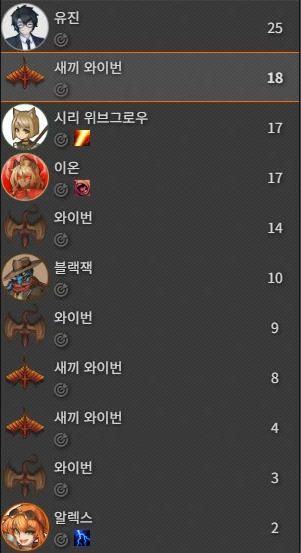 유진 25
새끼 와이번 18
시리 위브그로우 17
이온 17
와이번 14
블랙잭 10
와이번 9
새끼 와이번 8
새끼 와이번 4
와이번 3
알렉스 2